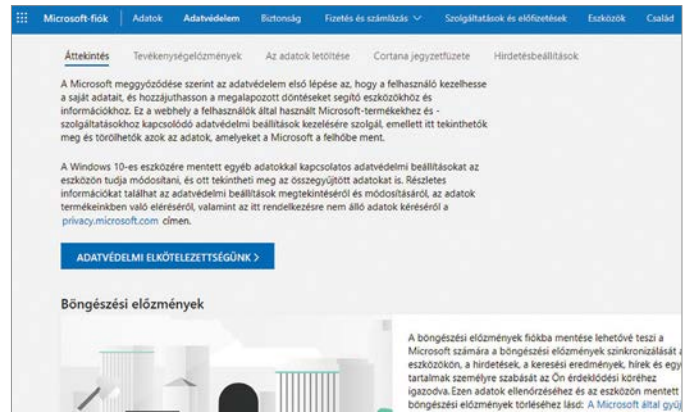 Microsoft-fiók Adatok Adatvédelem Biztonság Fizetés és számlázás Szolgáltatások és előfizetések Eszközök Család
Áttekintés Tevékenységelőzmények Az adatok letöltése Cortana jegyzetfüzete Hirdetésbeállítások
A Microsoft meggyőződése szerint az adatvédelem első lépése az, hogy a felhasználó kezelhesse
a saját adatait, és hozzájuthasson a megalapozott döntéseket segítő eszközökhöz és
információkhoz. Ez a webhely a felhasználók által használt Microsoft-termékekhez és -
szolgáltatásokhoz kapcsolódó adatvédelmi beállítások kezelésére szolgál, emellett itt tekinthetők
meg és törölhetők azok az adatok, amelyeket a Microsoft a felhőbe ment.
A Windows 10-es eszközére mentett egyéb adatokkal kapcsolatos adatvédelmi beállításokat az
eszközön tudja módosítani, és ott tekintheti meg az összegyűjtött adatokat is. Részletes
információkat találhat az adatvédelmi beállítások megtekintéséről és módosításáról, az adatok
termékeinkben való eléréséről, valamint az itt rendelkezésre nem álló adatok kéréséről a
privacy.microsoft.com címen.
ADATVÉDELMI ELKÖTELEZETTSÉGÜNK >
Böngészési előzmények
A böngészési előzmények fiókba mentése lehetővé teszi a
Microsoft számára a böngészési előzmények szinkronizálását a
eszközökön, a hirdetések, a keresési eredmények, hírek és egy
tartalmak személyre szabását az Ön érdeklődési köréhez
igazodva. Ezen adatok ellenőrzéséhez és az eszközön mentett
böngészési előzmények törléséhez lásd: A Microsoft által gyűj